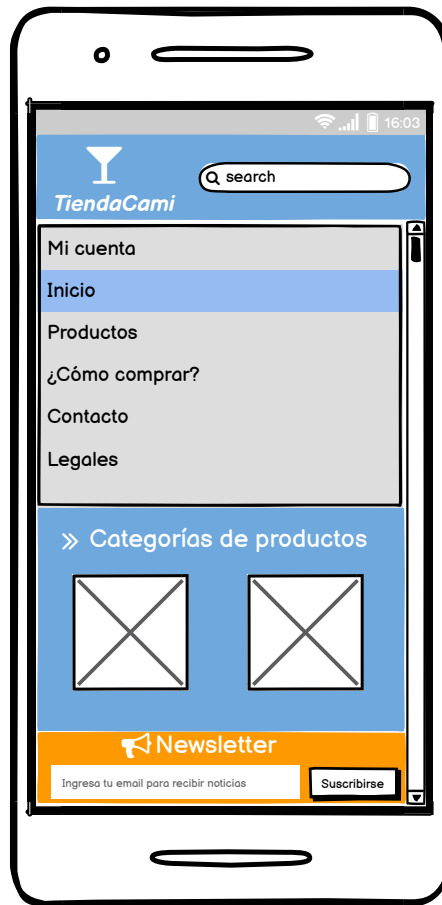 16:03
TiendaCami
search
Mi cuenta
Inicio
Productos
¿Cómo comprar?
Contacto
Legales
Categorías de productos
Newsletter
Ingresa tu email para recibir noticias
Suscribirse